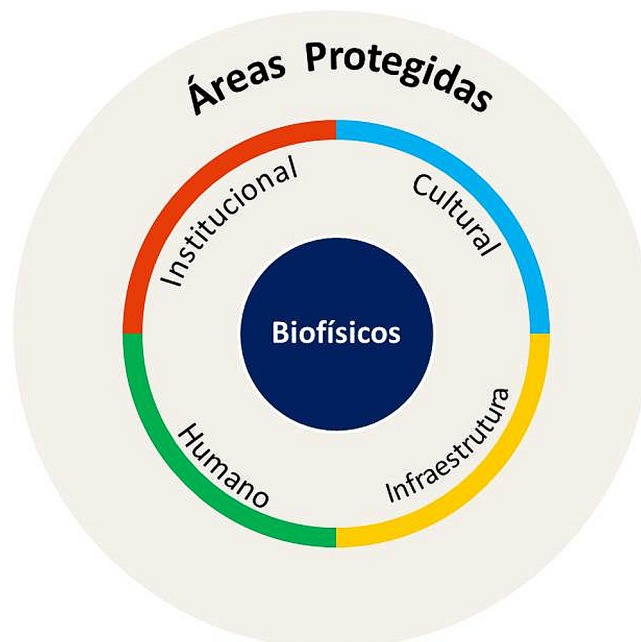 Áreas Protegidas
Institucional
Cultural
Biofísicos
Humano
Infraestrutura